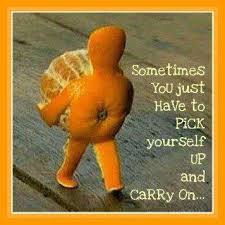 Sometimes
YoU just
HaVe to
PiCK
yourself
UP
and
CaRRy On...